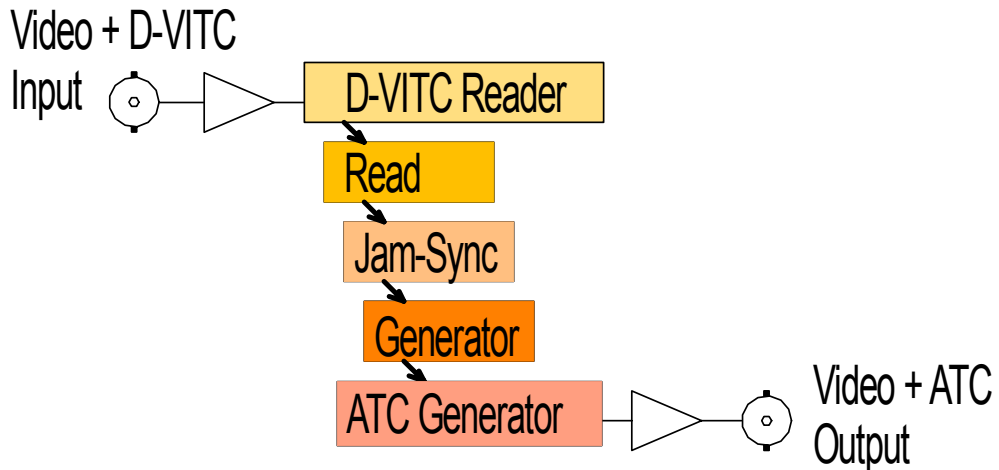 Video + D-VITC
Input
D-VITC Reader
Read
Jam-Sync
Generator
ATC Generator
Video + ATC
Output